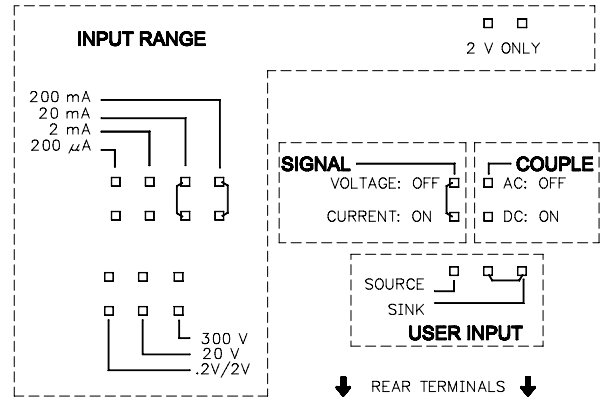 INPUT RANGE
2 V ONLY
200 mA
20 mA
2 mA
200 μA
SIGNAL
VOLTAGE: OFF
CURRENT: ON
COUPLE
AC: OFF
DC: ON
SOURCE
SINK
USER INPUT
300 V
20 V
.2V/2V
REAR TERMINALS